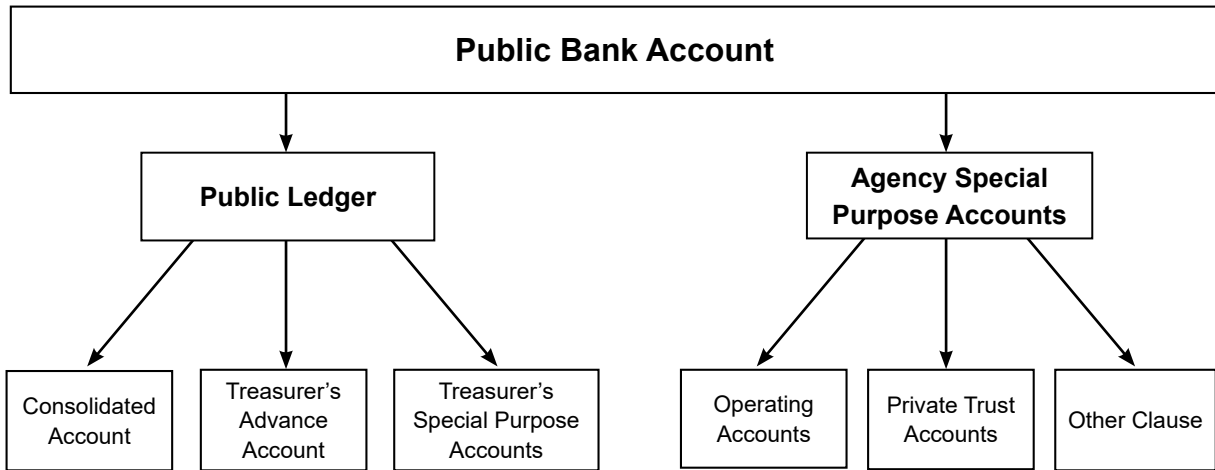 Public Bank Account
Public Ledger
Agency Special
Purpose Accounts
Consolidated
Account
Treasurer’s
Advance
Account
Treasurer’s
Special Purpose
Accounts
Operating
Accounts
Private Trust
Accounts
Other Clause